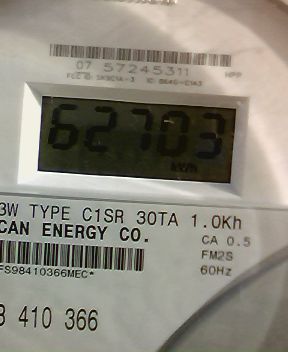 07 57245311
HPP
62703
kWh
3W TYPE C1SR 30TA 1.0Kh
CAN ENERGY CO.
CA 0.5
FM2S
60Hz
FS98410366MEC*
410 366